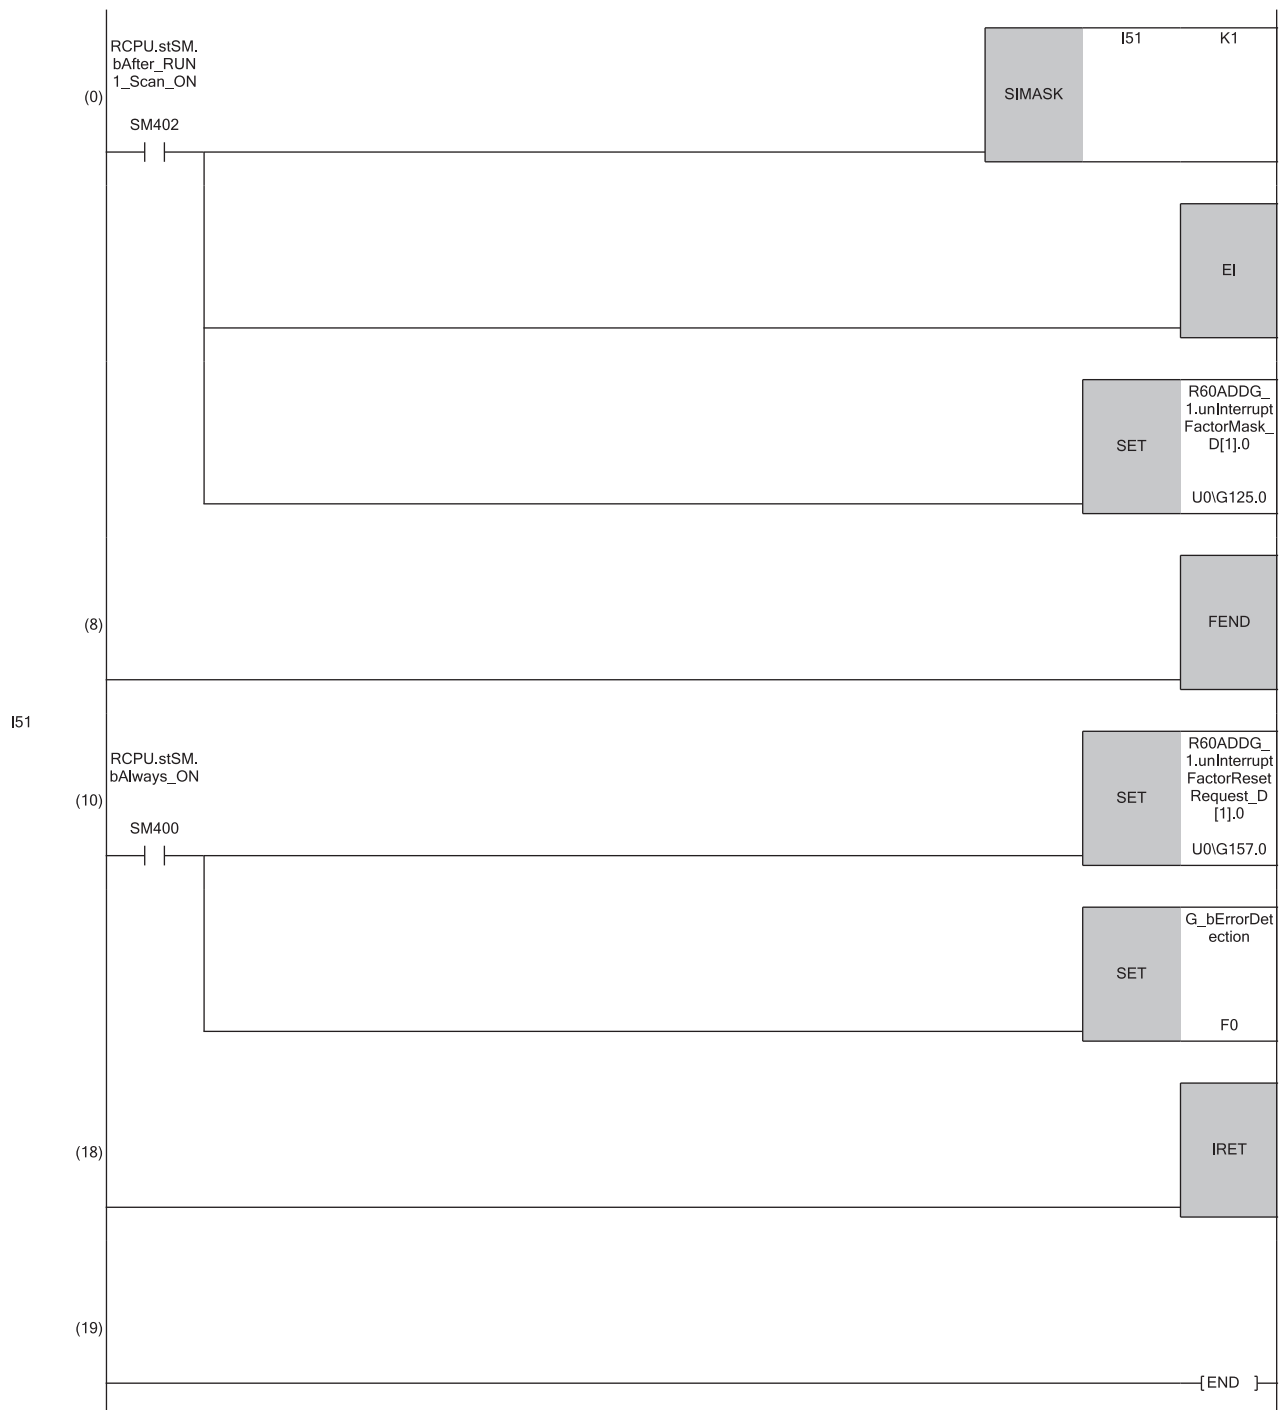 RCPU.stSM.
bAfter_RUN
1_Scan_ON
(0)
SM402
SIMASK
I51
K1
EI
SET
R60ADDG_
1.unInterrupt
FactorMask_
D[1].0
U0\G125.0
(8)
FEND
I51
RCPU.stSM.
bAlways_ON
(10)
SM400
SET
R60ADDG_
1.unInterrupt
FactorReset
Request_D
[1].0
U0\G157.0
SET
G_bErrorDet
ection
F0
(18)
IRET
(19)
[END ]